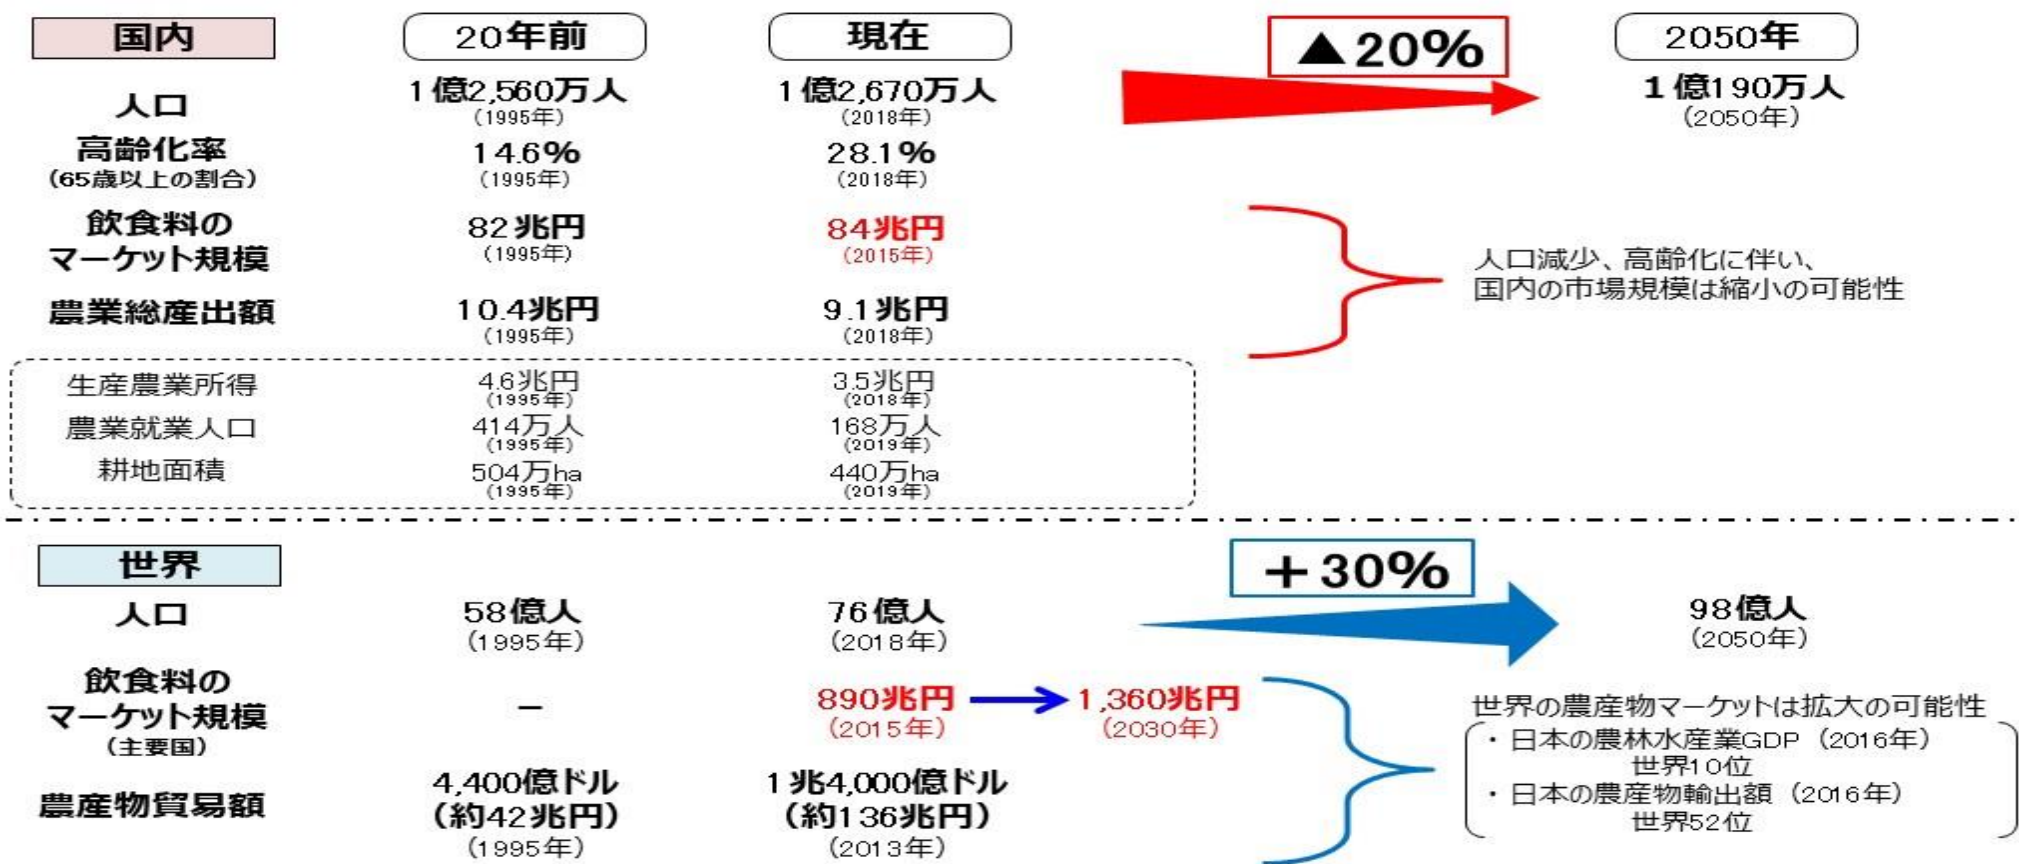 国内 20年前 現在 ▲20% 2050年
人口 1億2,560万人 1億2,670万人 1億190万人
(1995年) (2018年) (2050年)
高齢化率 14.6% 28.1%
(65歳以上の割合) (1995年) (2018年)
飲食料の 82兆円 84兆円
マーケット規模 (1995年) (2015年)
人口減少、高齢化に伴い、
国内の市場規模は縮小の可能性
農業総産出額 10.4兆円 9.1兆円
(1995年) (2018年)
生産農業所得 4.6兆円 3.5兆円
(1995年) (2018年)
農業就業人口 414万人 168万人
(1995年) (2019年)
耕地面積 504万ha 440万ha
(1995年) (2019年)
世界 +30%
人口 58億人 76億人 98億人
(1995年) (2018年) (2050年)
飲食料の
マーケット規模 － 890兆円 1,360兆円
(主要国) (2015年) (2030年)
世界の農産物マーケットは拡大の可能性
・日本の農林水産業GDP (2016年)
世界10位
・日本の農産物輸出額 (2016年)
世界52位
農産物貿易額 4,400億ドル 1兆4,000億ドル
(約42兆円) (約136兆円)
(1995年) (2013年)